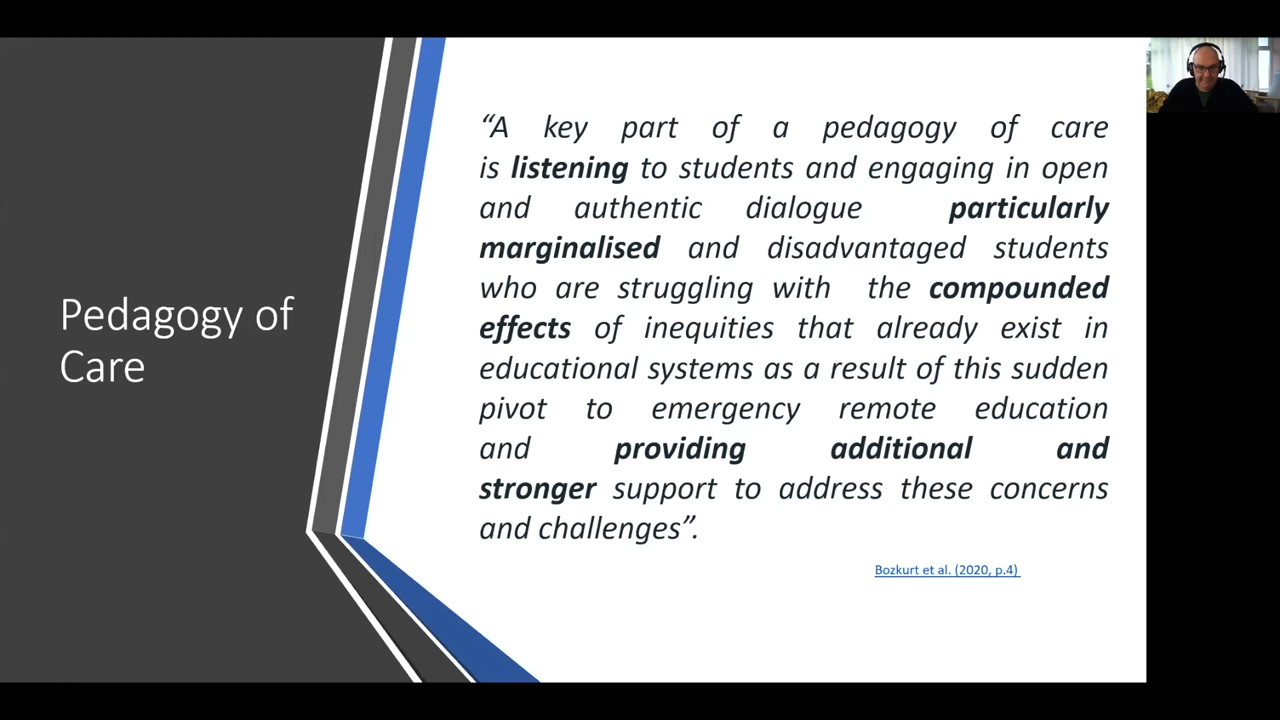 Pedagogy of
Care
“A key part of a pedagogy of care
is listening to students and engaging in open
and authentic dialogue particularly
marginalised and disadvantaged students
who are struggling with the compounded
effects of inequities that already exist in
educational systems as a result of this sudden
pivot to emergency remote education
and providing additional and
stronger support to address these concerns
and challenges”.
Bozkurt et al. (2020, p.4)